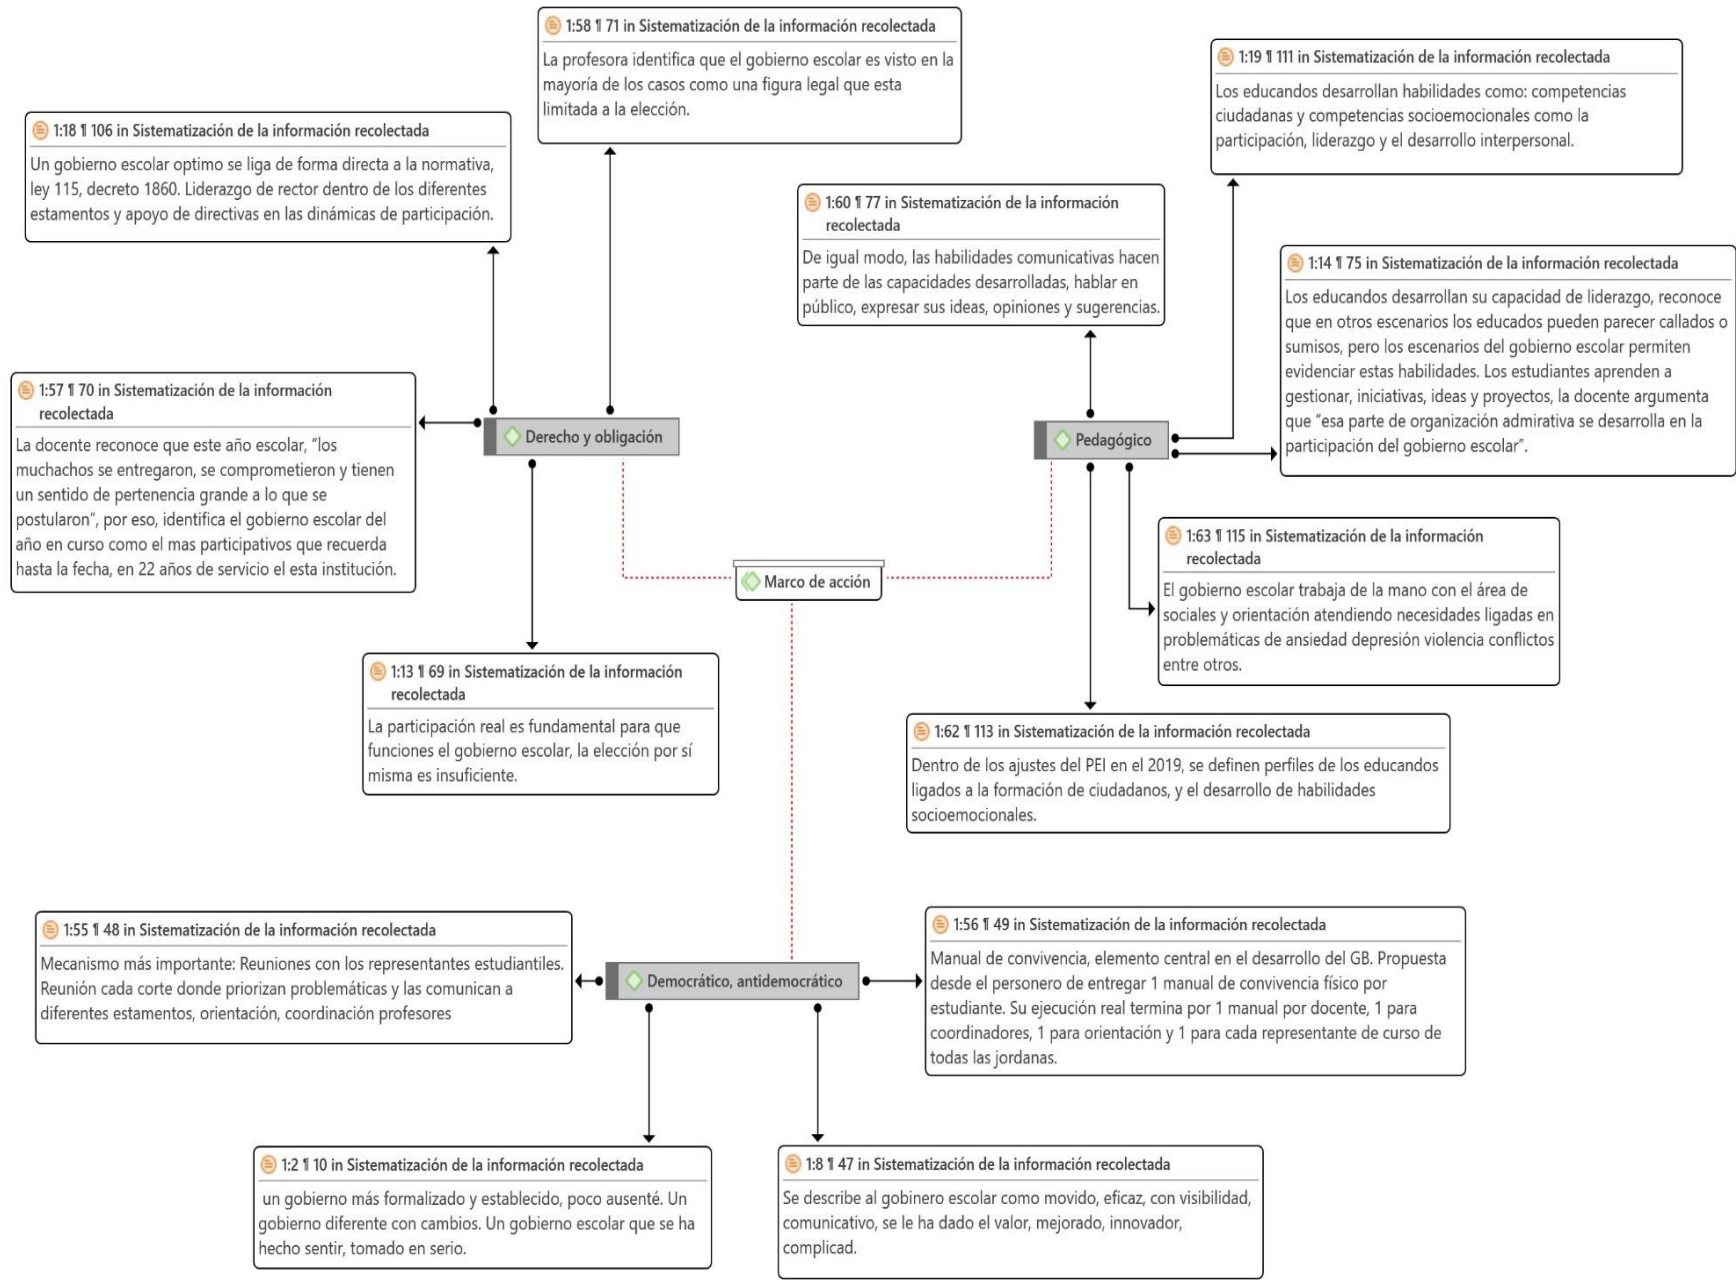 1:58 ¶ 71 in Sistematización de la información recolectada
La profesora identifica que el gobierno escolar es visto en la
mayoría de los casos como una figura legal que esta
limitada a la elección.
1:19 ¶ 111 in Sistematización de la información recolectada
Los educandos desarrollan habilidades como: competencias
ciudadanas y competencias socioemocionales como la
participación, liderazgo y el desarrollo interpersonal.
1:18 ¶ 106 in Sistematización de la información recolectada
Un gobierno escolar optimo se liga de forma directa a la normativa,
ley 115, decreto 1860. Liderazgo de rector dentro de los diferentes
estamentos y apoyo de directivas en las dinámicas de participación.
1:60 ¶ 77 in Sistematización de la información
recolectada
De igual modo, las habilidades comunicativas hacen
parte de las capacidades desarrolladas, hablar en
público, expresar sus ideas, opiniones y sugerencias.
1:14 ¶ 75 in Sistematización de la información recolectada
Los educandos desarrollan su capacidad de liderazgo, reconoce
que en otros escenarios los educados pueden parecer callados o
sumisos, pero los escenarios del gobierno escolar permiten
evidenciar estas habilidades. Los estudiantes aprenden a
gestionar, iniciativas, ideas y proyectos, la docente argumenta
que “esa parte de organización admirativa se desarrolla en la
participación del gobierno escolar”.
1:57 ¶ 70 in Sistematización de la información
recolectada
La docente reconoce que este año escolar, “los
muchachos se entregaron, se comprometieron y tienen
un sentido de pertenencia grande a lo que se
postularon”, por eso, identifica el gobierno escolar del
año en curso como el mas participativos que recuerda
hasta la fecha, en 22 años de servicio el esta institución.
Derecho y obligación
Pedagógico
1:63 ¶ 115 in Sistematización de la información
recolectada
El gobierno escolar trabaja de la mano con el área de
sociales y orientación atendiendo necesidades ligadas en
problemáticas de ansiedad depresión violencia conflictos
entre otros.
Marco de acción
1:13 ¶ 69 in Sistematización de la información
recolectada
La participación real es fundamental para que
funciones el gobierno escolar, la elección por sí
misma es insuficiente.
1:62 ¶ 113 in Sistematización de la información recolectada
Dentro de los ajustes del PEI en el 2019, se definen perfiles de los educandos
ligados a la formación de ciudadanos, y el desarrollo de habilidades
socioemocionales.
1:55 ¶ 48 in Sistematización de la información recolectada
Mecanismo más importante: Reuniones con los representantes estudiantiles.
Reunión cada corte donde priorizan problemáticas y las comunican a
diferentes estamentos, orientación, coordinación profesores
Democrático, antidemocrático
1:56 ¶ 49 in Sistematización de la información recolectada
Manual de convivencia, elemento central en el desarrollo del GB. Propuesta
desde el personero de entregar 1 manual de convivencia físico por
estudiante. Su ejecución real termina por 1 manual por docente, 1 para
coordinadores, 1 para orientación y 1 para cada representante de curso de
todas las jordanas.
1:2 ¶ 10 in Sistematización de la información recolectada
un gobierno más formalizado y establecido, poco ausenté. Un
gobierno diferente con cambios. Un gobierno escolar que se ha
hecho sentir, tomado en serio.
1:8 ¶ 47 in Sistematización de la información recolectada
Se describe al gobinero escolar como movido, eficaz, con visibilidad,
comunicativo, se le ha dado el valor, mejorado, innovador,
complicad.